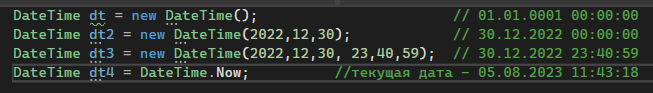 DateTime dt = new DateTime(); // 01.01.0001 00:00:00
DateTime dt2 = new DateTime(2022,12,30); // 30.12.2022 00:00:00
DateTime dt3 = new DateTime(2022,12,30, 23,40,59); // 30.12.2022 23:40:59
DateTime dt4 = DateTime.Now; //текущая дата - 05.08.2023 11:43:18